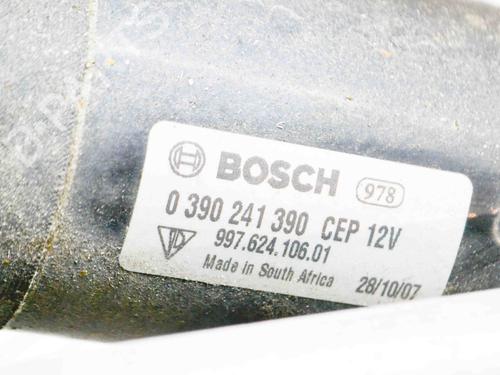 B-PARTS
BOSCH 978
0 390 241 390 CEP 12V
997.624.106.01
Made in South Africa 28/10/07